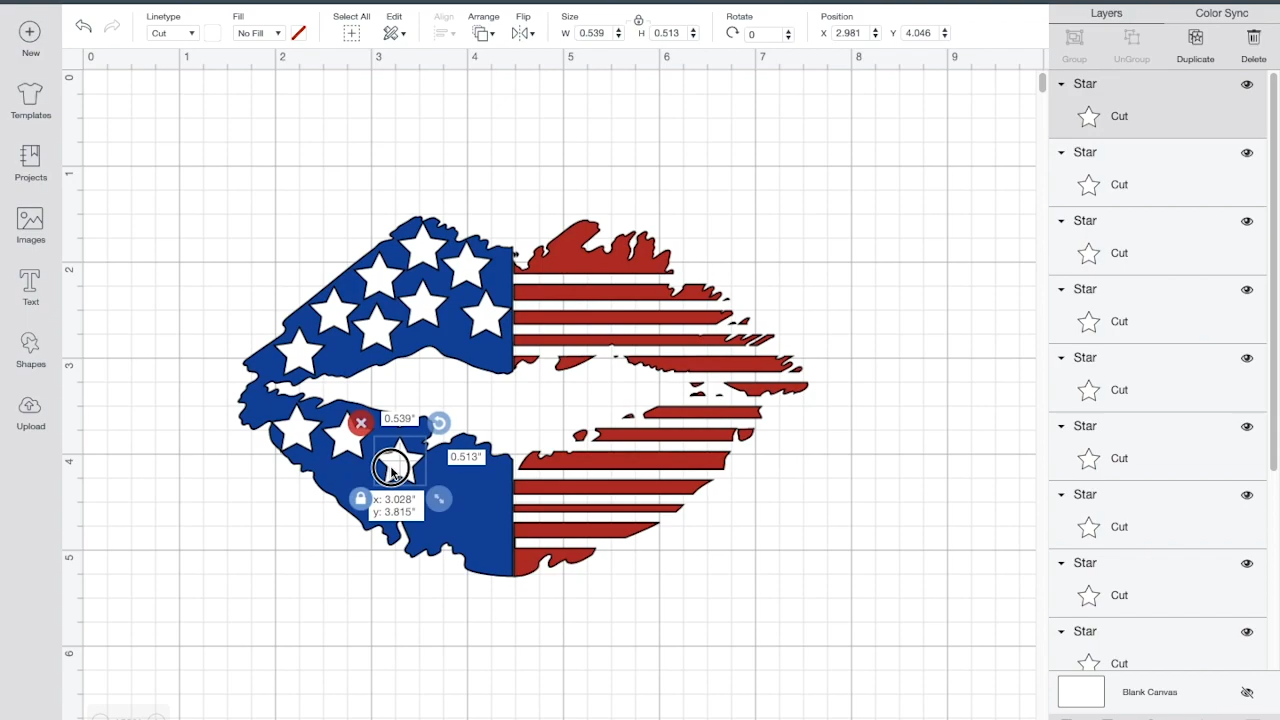 Linetype
Fill
Select All
Edit
Align
Arrange
Flip
Size
Rotate
Position
Cut
No Fill
W 0.539
H 0.513
0
X 2.981
Y 4.046
Layers
Color Sync
Group
UnGroup
Duplicate
Delete
New
Templates
Projects
Images
Text
Shapes
Upload
0 1 2 3 4 5 6 7 8 9
0
1
2
3
4
5
6
0.539"
0.513"
x: 3.028"
y: 3.815"
Star
Cut
Star
Cut
Star
Cut
Star
Cut
Star
Cut
Star
Cut
Star
Cut
Star
Cut
Star
Cut
Blank Canvas